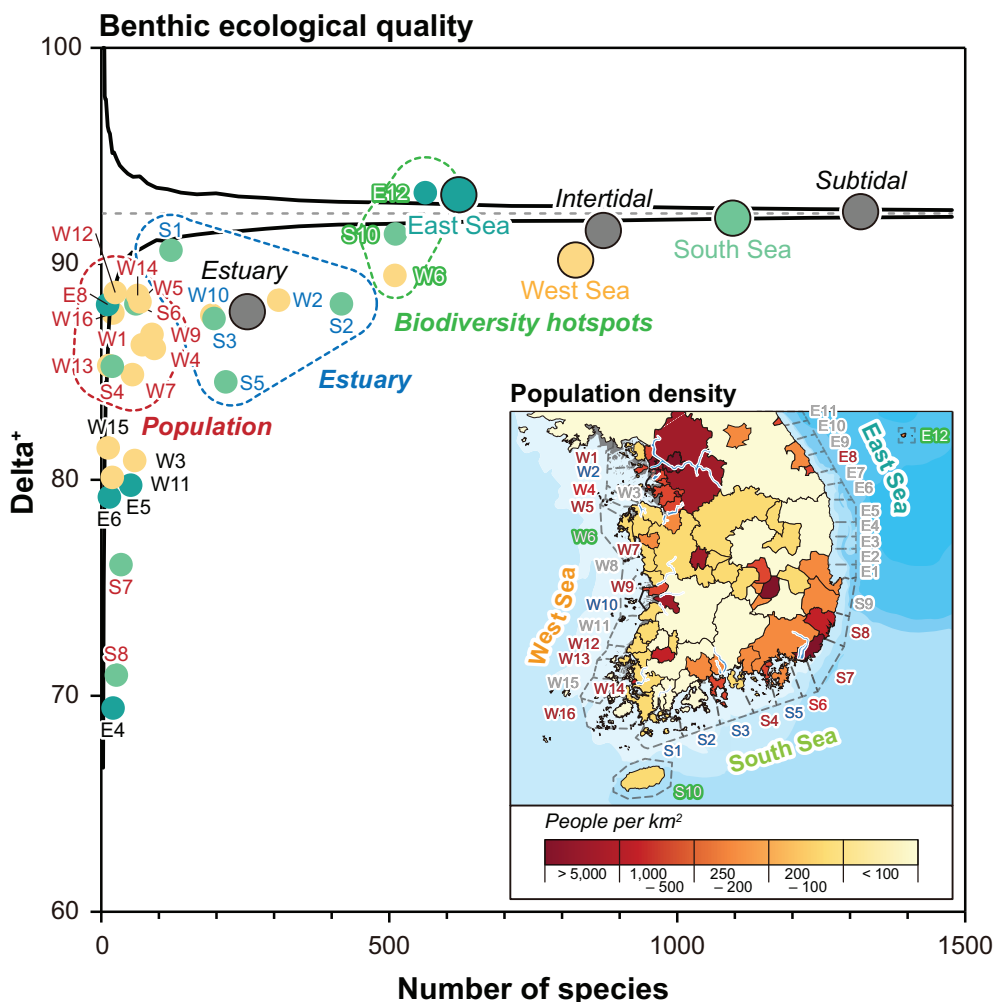 Benthic ecological quality
100
90
80
70
60
Delta+
0
500
1000
1500
Number of species
W12
S1
W14
E8
W5
W16
S6
W1
W9
W4
W13
S4
W7
Population
Estuary
W10
W2
S3
S2
S5
Estuary
E12
S10
W6
East Sea
Biodiversity hotspots
Intertidal
West Sea
South Sea
Subtidal
W15
W3
W11
E6
E5
S7
S8
E4
Population density
E11
E10
E9
E8
E7
E6
E5
E4
E3
E2
E1
E12
East Sea
S9
S8
S7
S6
S5
S4
S3
S2
S1
South Sea
S10
W1
W2
W3
W4
W5
W6
W7
W8
W9
W10
W11
W12
W13
W14
W15
W16
West Sea
People per km²
> 5,000
1,000 – 500
250 – 200
200 – 100
< 100